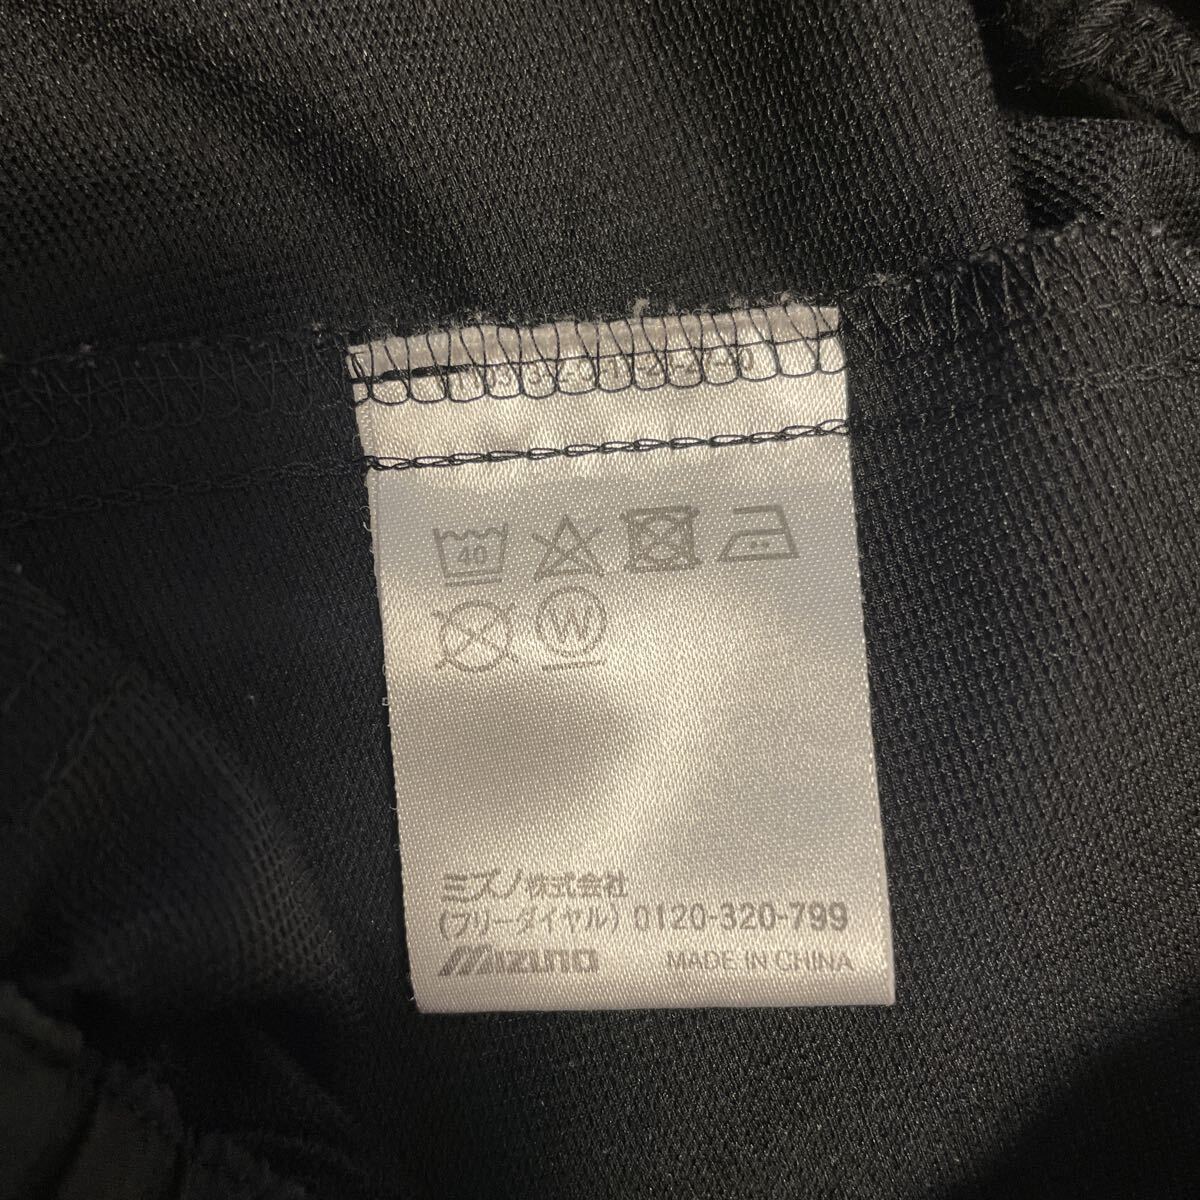 40
W
ミズノ株式会社
(フリーダイヤル) 0120-320-799
MIZUNO MADE IN CHINA